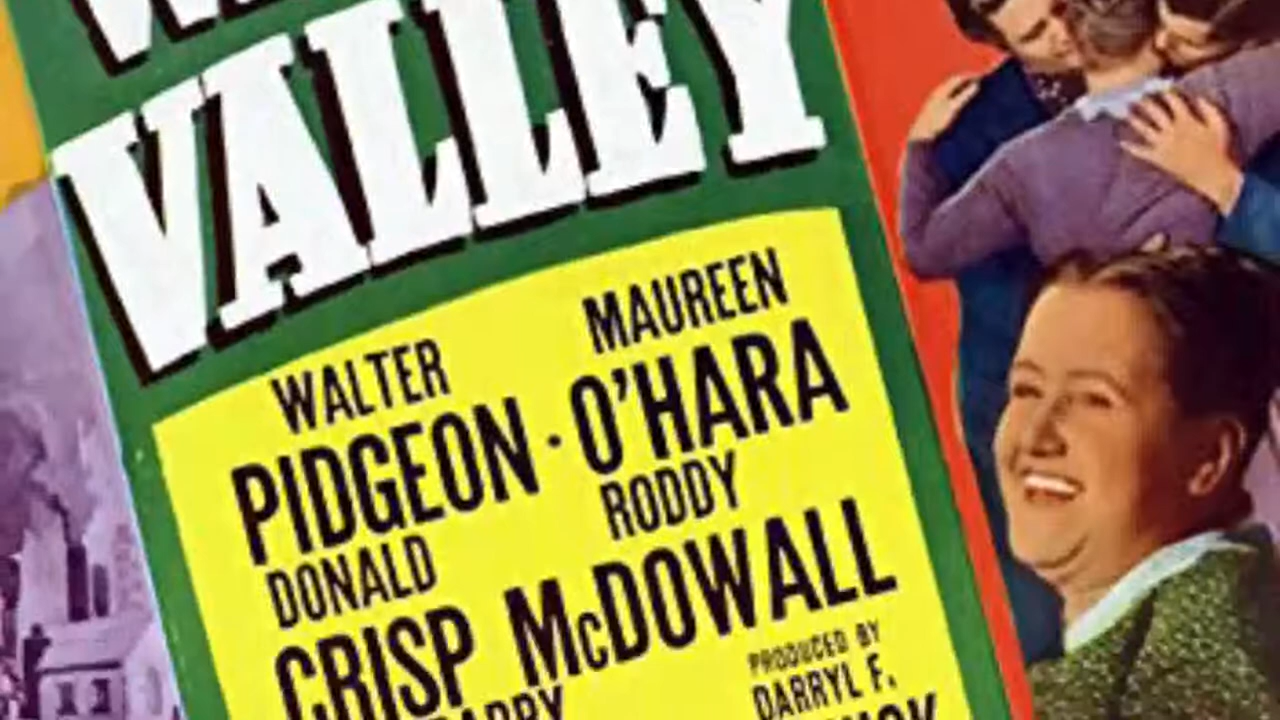 VALLEY
WALTER
PIDGEON · 
MAUREEN
O'HARA
DONALD
CRISP
RODDY
McDOWALL
PRODUCED BY
DARRYL F.